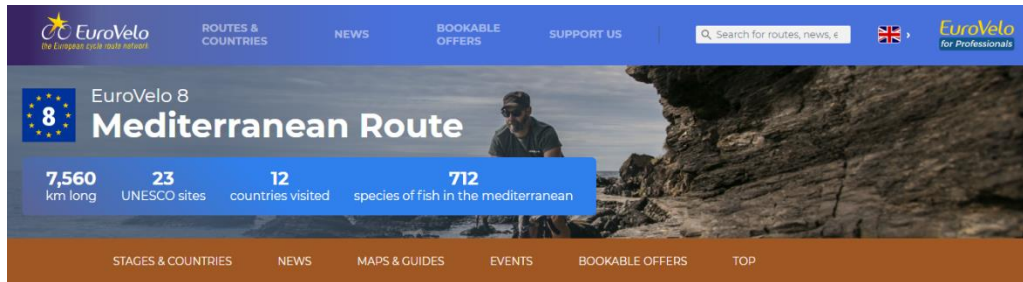 EuroVelo
the European cycle route network
ROUTES &
COUNTRIES
NEWS
BOOKABLE
OFFERS
SUPPORT US
Search for routes, news, e
EuroVelo
for Professionals
8
EuroVelo 8
Mediterranean Route
7,560 23 12 712
km long UNESCO sites countries visited species of fish in the mediterranean
STAGES & COUNTRIES NEWS MAPS & GUIDES EVENTS BOOKABLE OFFERS TOP